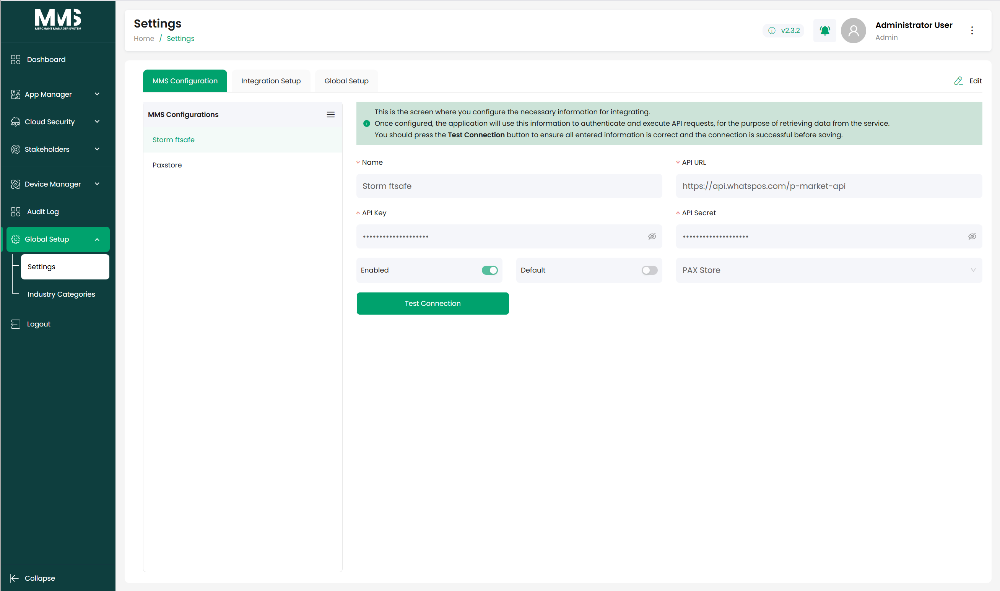 MMS
MERCHANT MANAGER SYSTEM
Dashboard
App Manager
Cloud Security
Stakeholders
Device Manager
Audit Log
Global Setup
Settings
Industry Categories
Logout
Collapse
Settings
Home / Settings
v2.3.2
Administrator User
Admin
MMS Configuration
Integration Setup
Global Setup
Edit
MMS Configurations
Storm ftsafe
Paxstore
This is the screen where you configure the necessary information for integrating.
Once configured, the application will use this information to authenticate and execute API requests, for the purpose of retrieving data from the service.
You should press the Test Connection button to ensure all entered information is correct and the connection is successful before saving.
* Name
Storm ftsafe
* API URL
https://api.whatspos.com/p-market-api
* API Key
••••••••••••••••••••
* API Secret
••••••••••••••••••••
Enabled
Default
PAX Store
Test Connection